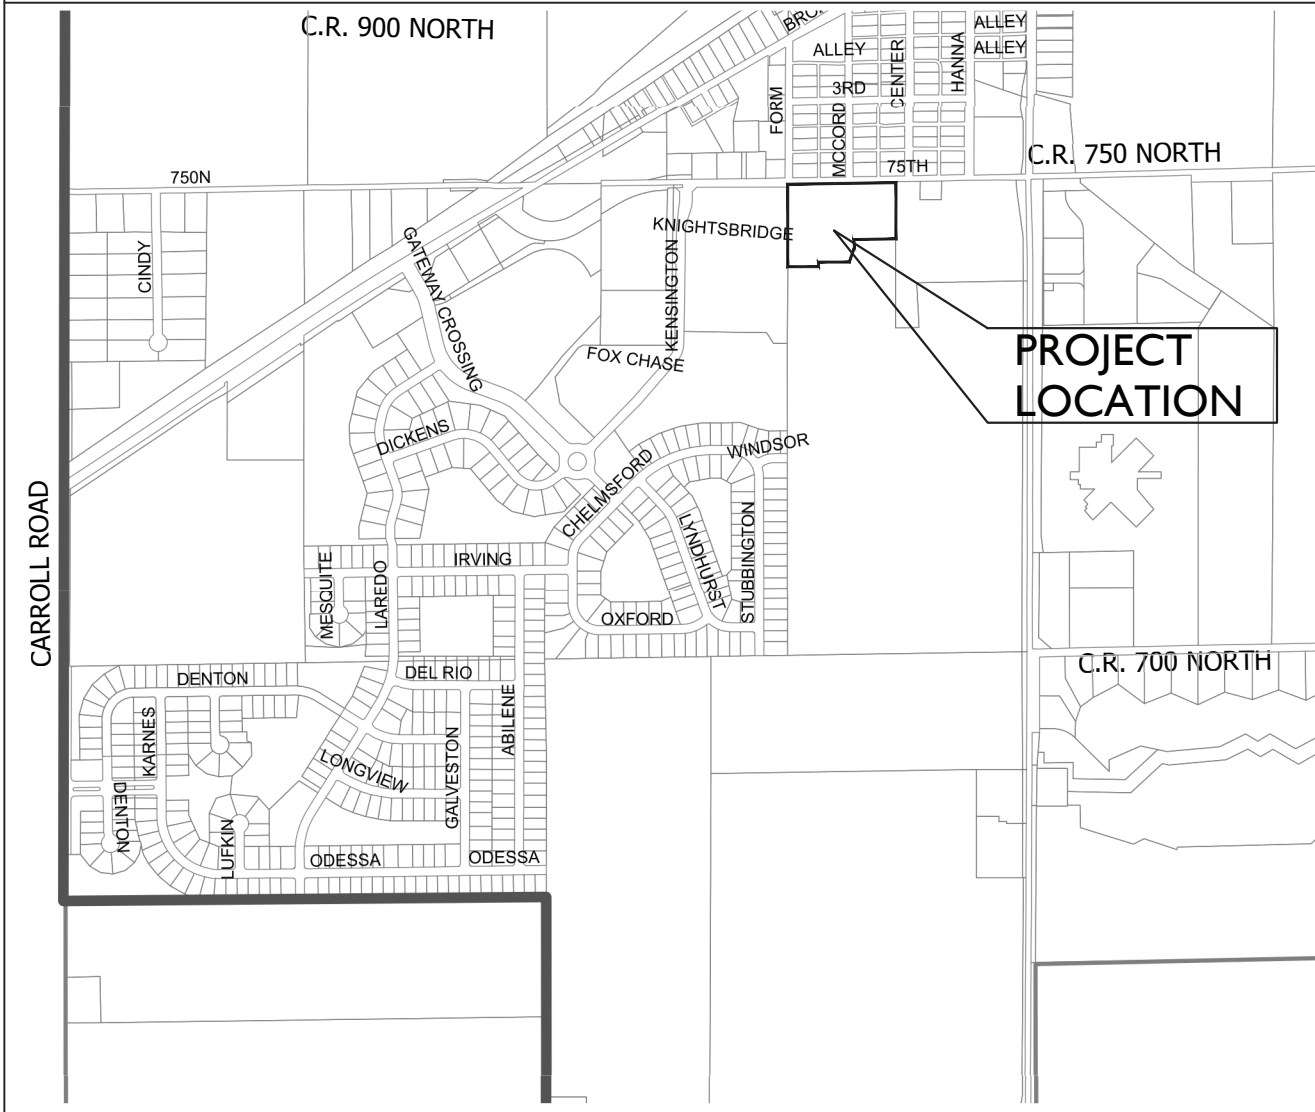 C.R. 900 NORTH
ALLEY
ALLEY
ALLEY
CENTER
HANNA
3RD
FORM
MCCORD
75TH
C.R. 750 NORTH
750N
KNIGHTSBRIDGE
CINDY
GATEWAY CROSSING
KENSINGTON
FOX CHASE
PROJECT
LOCATION
DICKENS
WINDSOR
CHELMSFORD
CARROLL ROAD
LYNDHURST
STUBBINGTON
IRVING
MESQUITE
LAREDO
OXFORD
C.R. 700 NORTH
DENTON
DEL RIO
KARNES
ABILENE
LONGVIEW
GALVESTON
DENTON
LUFKIN
ODESSA
ODESSA